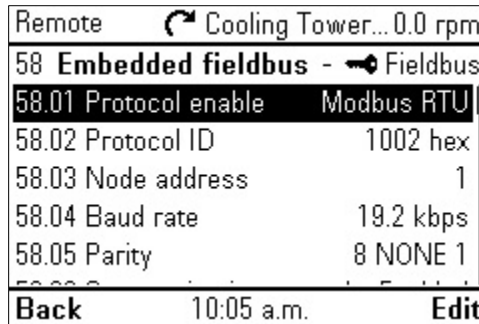 Remote Cooling Tower... 0.0 rpm
58 Embedded fieldbus - Fieldbus
58.01 Protocol enable Modbus RTU
58.02 Protocol ID 1002 hex
58.03 Node address 1
58.04 Baud rate 19.2 kbps
58.05 Parity 8 NONE 1
Back 10:05 a.m. Edit